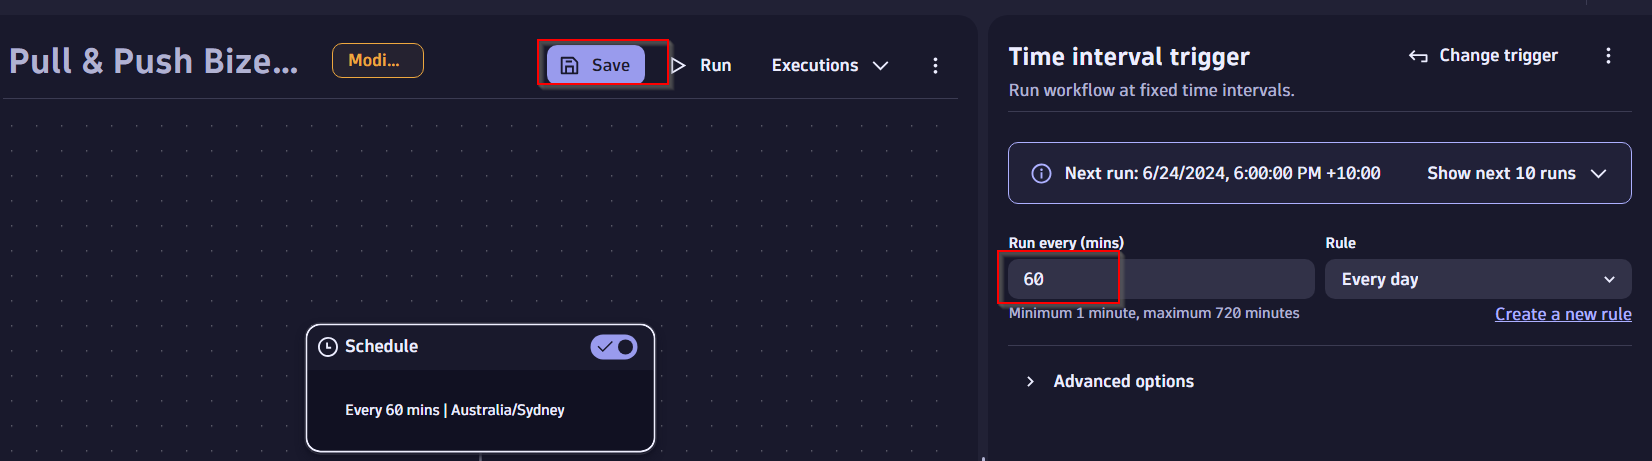 Pull & Push Bize...
Modi...
Save
Run
Executions
Schedule
Every 60 mins | Australia/Sydney
Time interval trigger
Change trigger
Run workflow at fixed time intervals.
Next run: 6/24/2024, 6:00:00 PM +10:00
Show next 10 runs
Run every (mins)
Rule
60
Every day
Minimum 1 minute, maximum 720 minutes
Create a new rule
Advanced options